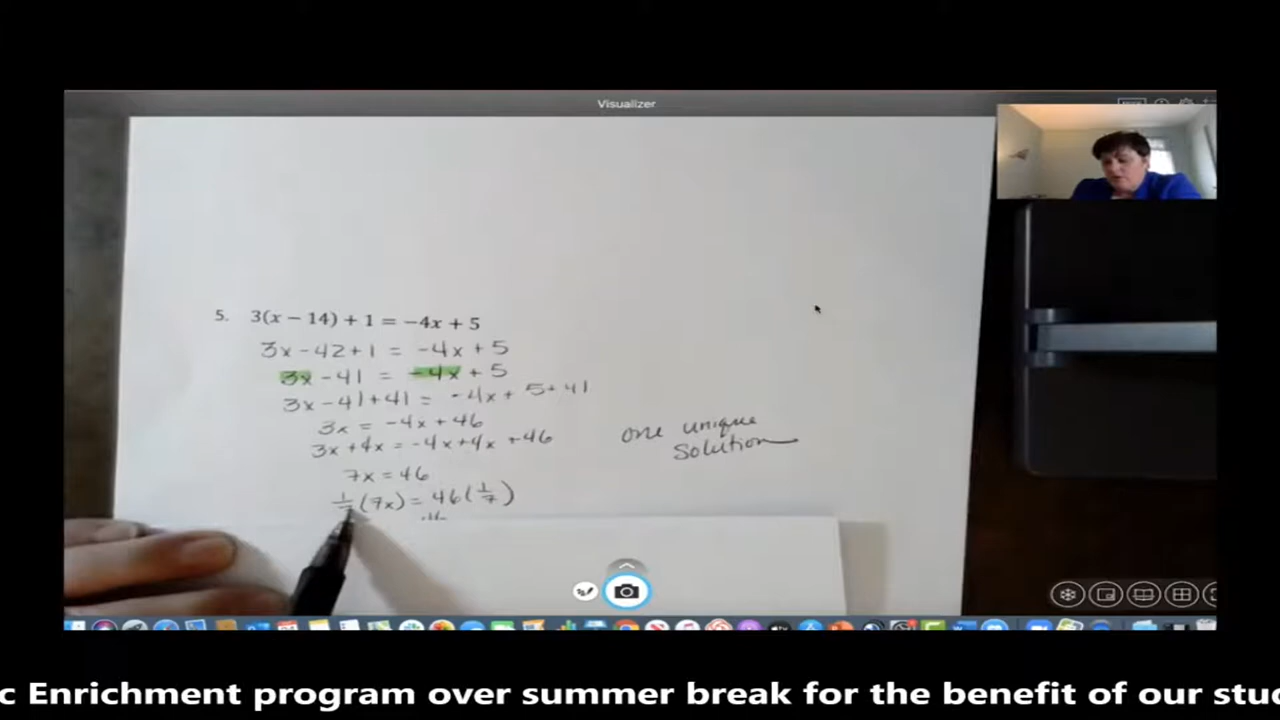 Visualizer
5. 3(x − 14) + 1 = −4x + 5
3x − 42 + 1 = −4x + 5
3x − 41 = −4x + 5
3x − 41 + 41 = −4x + 5 + 41
3x = −4x + 46
3x + 4x = −4x + 4x + 46
one unique
solution
7x = 46
1/7 (7x) = 46 (1/7)
c Enrichment program over summer break for the benefit of our stud